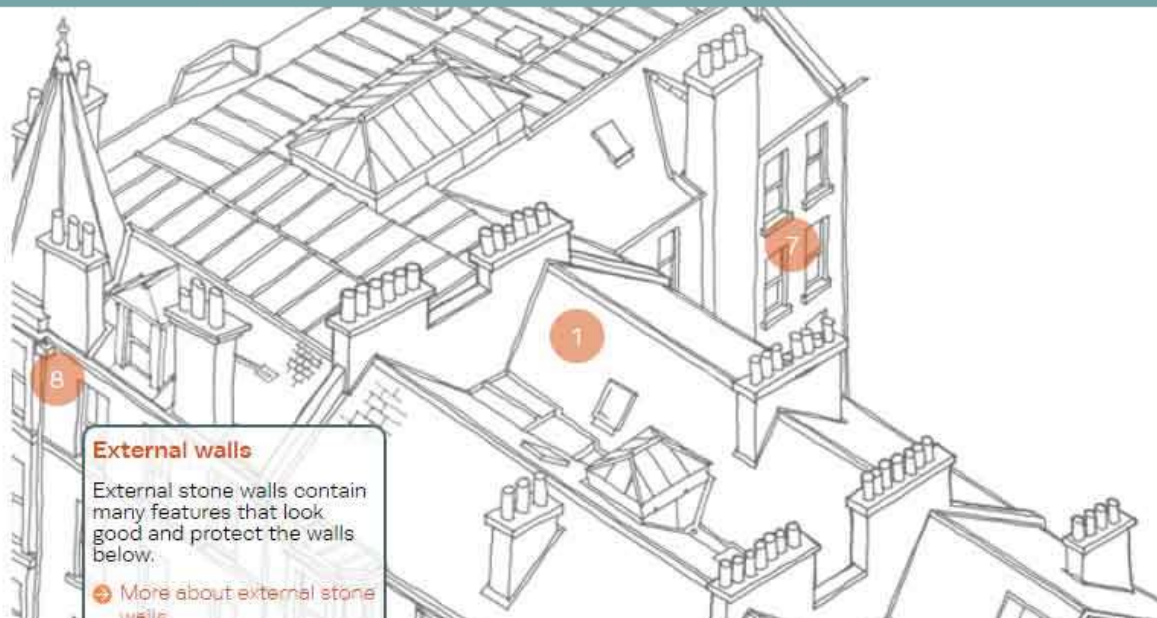 7
1
8
External walls
External stone walls contain
many features that look
good and protect the walls
below.
More about external stone
walls